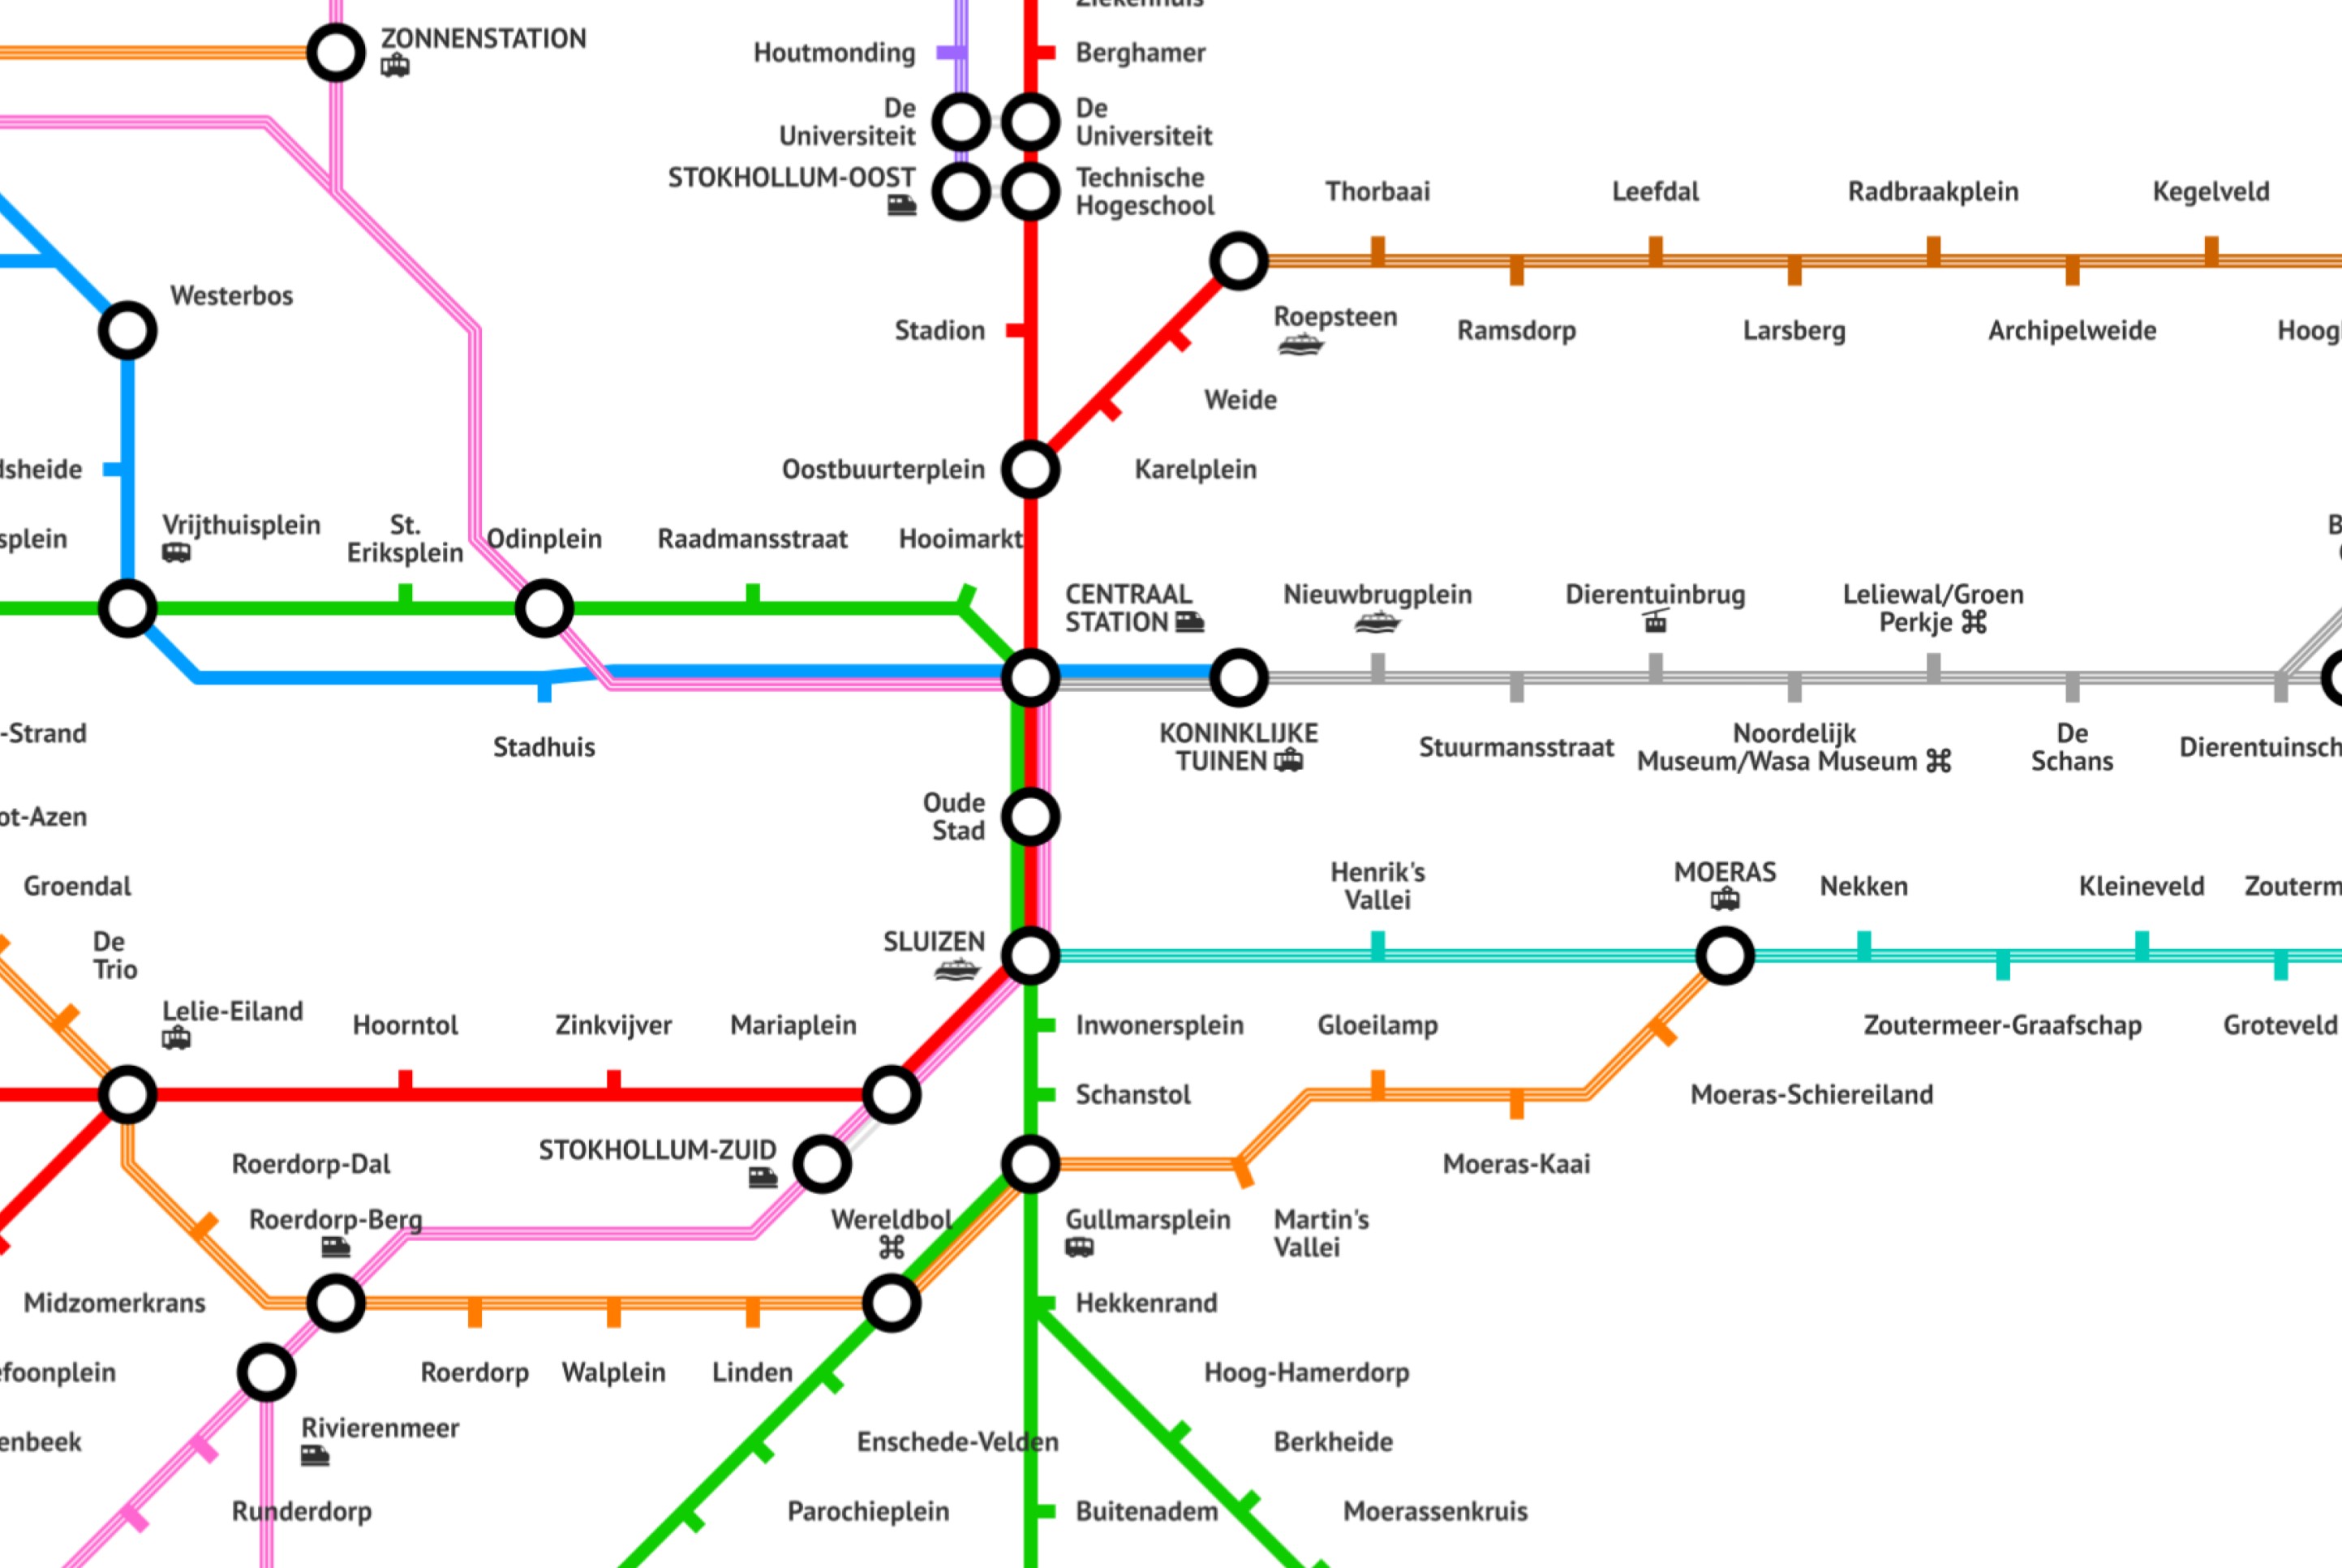 Ziekenhuis
ZONNENSTATION
Houtmonding
Berghamer
De
Universiteit
De
Universiteit
STOKHOLLUM-OOST
Technische
Hogeschool
Thorbaai
Leefdal
Radbraakplein
Kegelveld
Westerbos
Stadion
Roepsteen
Ramsdorp
Larsberg
Archipelweide
Hoog
Weide
dsheide
Oostbuurterplein
Karelplein
splein
Vrijthuisplein
St.
Eriksplein
Odinplein
Raadmansstraat
Hooimarkt
CENTRAAL
STATION
Nieuwbrugplein
Dierentuinbrug
Leliewal/Groen
Perkje ⌘
-Strand
Stadhuis
KONINKLIJKE
TUINEN
Stuurmansstraat
Noordelijk
Museum/Wasa Museum ⌘
De
Schans
Dierentuinsch
ot-Azen
Oude
Stad
Groendal
Henrik's
Vallei
MOERAS
Nekken
Kleineveld
Zouterm
De
Trio
SLUIZEN
Lelie-Eiland
Hoorntol
Zinkvijver
Mariaplein
Inwonersplein
Gloeilamp
Zoutermeer-Graafschap
Groteveld
Schanstol
Moeras-Schiereiland
Roerdorp-Dal
STOKHOLLUM-ZUID
Moeras-Kaai
Roerdorp-Berg
Wereldbol
⌘
Gullmarsplein
Martin's
Vallei
Midzomerkrans
Hekkenrand
efoonplein
Roerdorp
Walplein
Linden
Hoog-Hamerdorp
enbeek
Rivierenmeer
Enschede-Velden
Berkheide
Runderdorp
Parochieplein
Buitenadem
Moerassenkruis